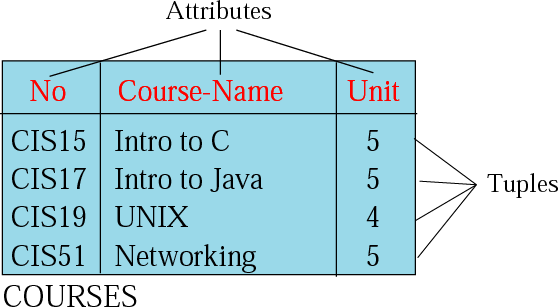 Attributes
No Course-Name Unit
CIS15 Intro to C 5
CIS17 Intro to Java 5
Tuples
CIS19 UNIX 4
CIS51 Networking 5
COURSES